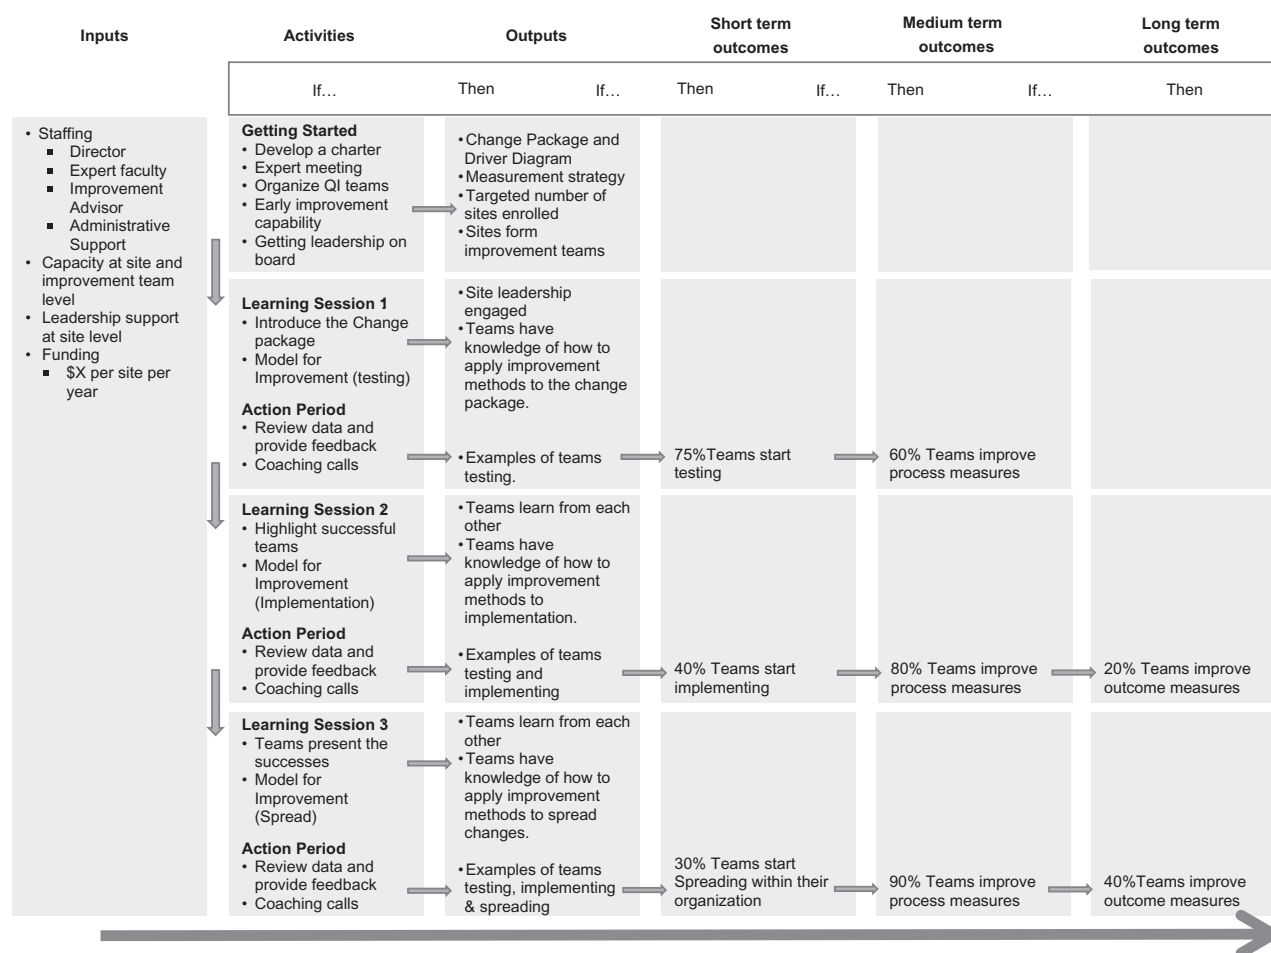 Inputs
Activities
Outputs
Short term
outcomes
Medium term
outcomes
Long term
outcomes
If…
Then
If…
Then
If…
Then
If…
Then
• Staffing
▪ Director
▪ Expert faculty
▪ Improvement
Advisor
▪ Administrative
Support
• Capacity at site and
improvement team
level
• Leadership support
at site level
• Funding
▪ $X per site per
year
Getting Started
• Develop a charter
• Expert meeting
• Organize QI teams
• Early improvement
capability
• Getting leadership on
board
•Change Package and
Driver Diagram
•Measurement strategy
•Targeted number of
sites enrolled
•Sites form
improvement teams
Learning Session 1
• Introduce the Change
package
• Model for
Improvement (testing)
•Site leadership
engaged
•Teams have
knowledge of how to
apply improvement
methods to the change
package.
Action Period
• Review data and
provide feedback
• Coaching calls
•Examples of teams
testing.
75%Teams start
testing
60% Teams improve
process measures
Learning Session 2
• Highlight successful
teams
• Model for
Improvement
(Implementation)
•Teams learn from each
other
•Teams have
knowledge of how to
apply improvement
methods to
implementation.
Action Period
• Review data and
provide feedback
• Coaching calls
•Examples of teams
testing and
implementing
40% Teams start
implementing
80% Teams improve
process measures
20% Teams improve
outcome measures
Learning Session 3
• Teams present the
successes
• Model for
Improvement
(Spread)
•Teams learn from each
other
•Teams have
knowledge of how to
apply improvement
methods to spread
changes.
Action Period
• Review data and
provide feedback
• Coaching calls
•Examples of teams
testing, implementing
& spreading
30% Teams start
Spreading within their
organization
90% Teams improve
process measures
40%Teams improve
outcome measures